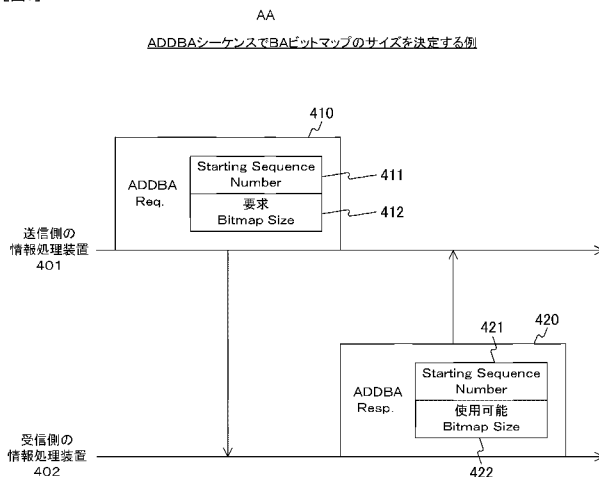 AA
ADDBAシーケンスでBAビットマップのサイズを決定する例
410
ADDBA
Req.
Starting Sequence
Number
411
要求
Bitmap Size
412
送信側の
情報処理装置
401
421
420
ADDBA
Resp.
Starting Sequence
Number
使用可能
Bitmap Size
422
受信側の
情報処理装置
402